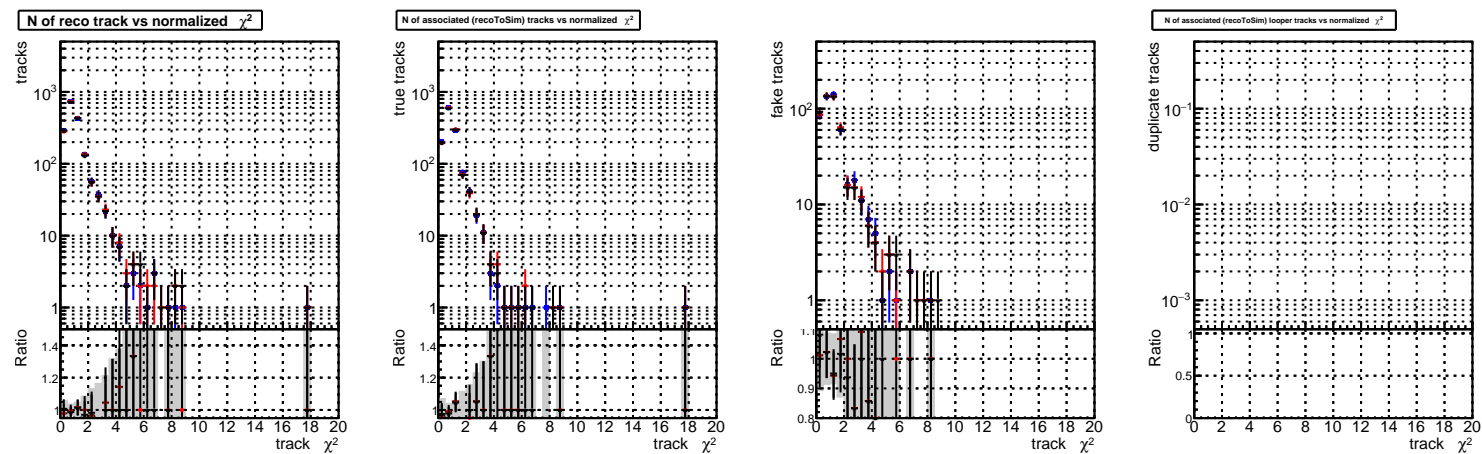 N of reco track vs normalized χ²
tracks
10³
10²
10
1
Ratio
1.4
1.2
1
0 2 4 6 8 10 12 14 16 18 20
track χ²
N of associated (recoToSim) tracks vs normalized χ²
true tracks
10³
10²
10
1
Ratio
1.4
1.2
1
0 2 4 6 8 10 12 14 16 18 20
track χ²
fake tracks
10²
10
1
Ratio
1.1
1
0.9
0.8
0 2 4 6 8 10 12 14 16 18 20
track χ²
N of associated (recoToSim) looper tracks vs normalized χ²
duplicate tracks
10⁻¹
10⁻²
10⁻³
Ratio
1
0.5
0
0 2 4 6 8 10 12 14 16 18 20
track χ²